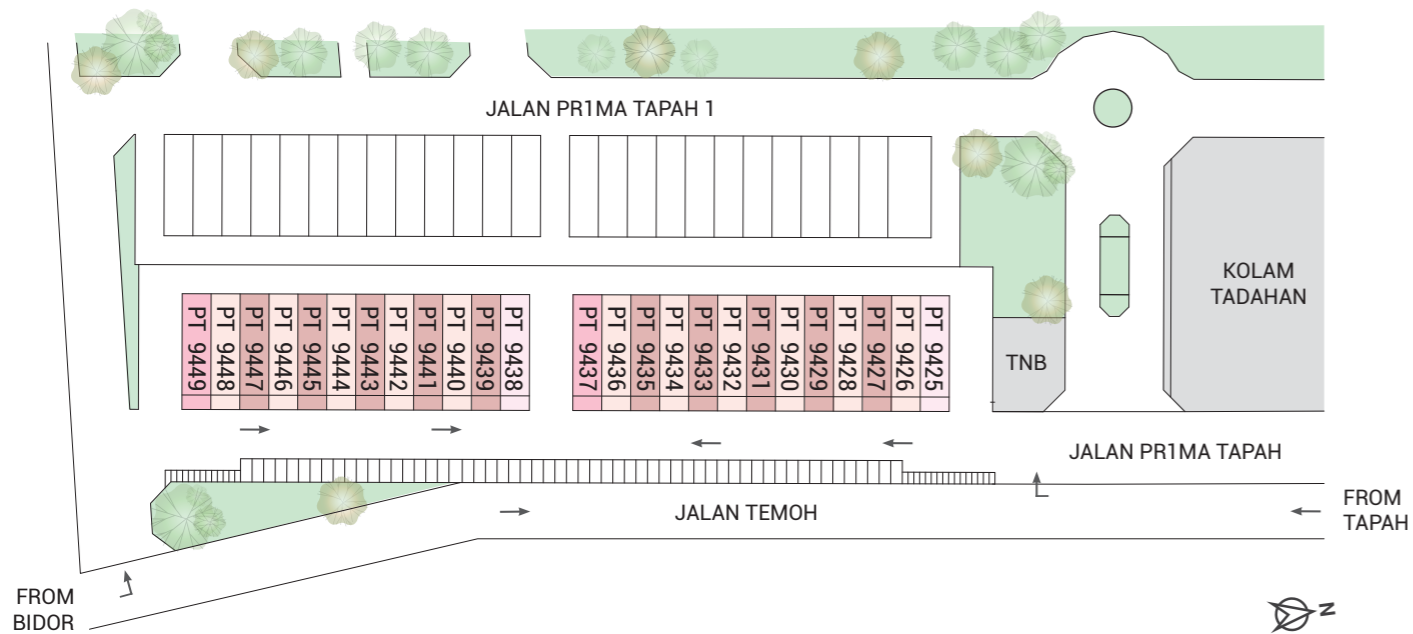 JALAN PR1MA TAPAH 1
KOLAM
TADAHAN
TNB
PT 9449
PT 9448
PT 9447
PT 9446
PT 9445
PT 9444
PT 9443
PT 9442
PT 9441
PT 9440
PT 9439
PT 9438
PT 9437
PT 9436
PT 9435
PT 9434
PT 9433
PT 9432
PT 9431
PT 9430
PT 9429
PT 9428
PT 9427
PT 9426
PT 9425
JALAN PR1MA TAPAH
JALAN TEMOH
FROM
TAPAH
FROM
BIDOR
N